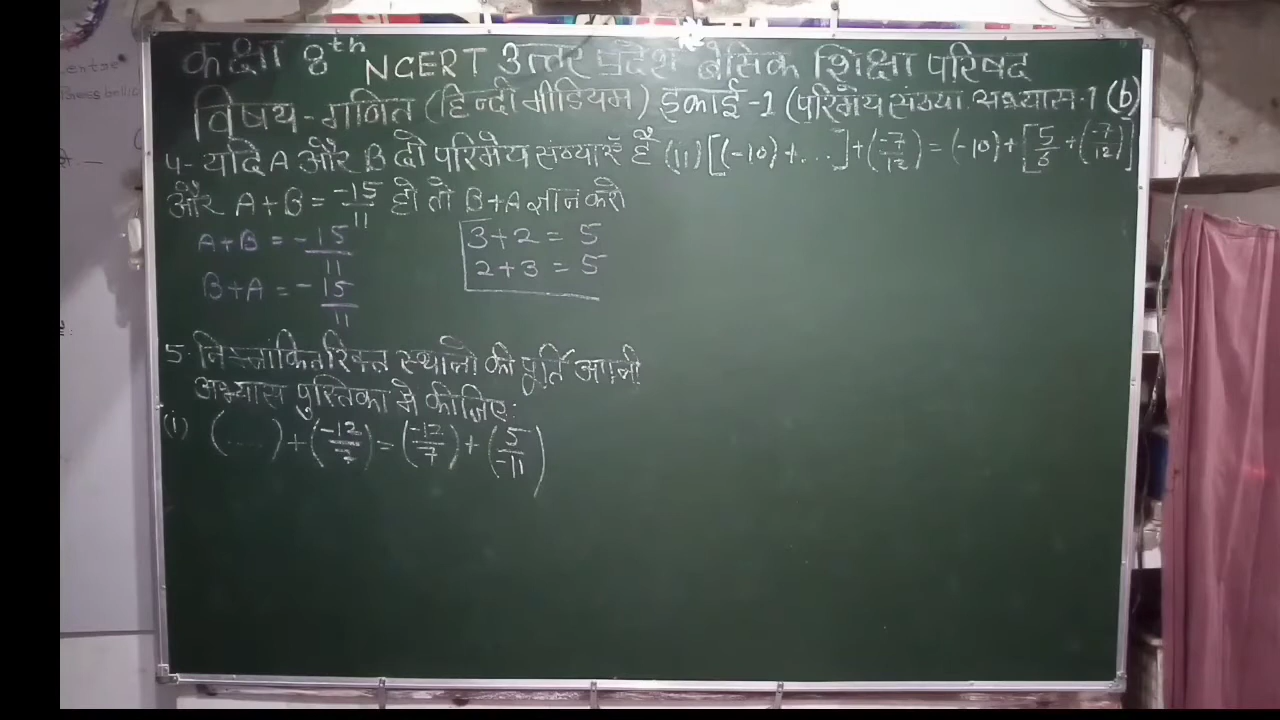 कक्षा 8th NCERT उत्तर प्रदेश बेसिक शिक्षा परिषद
विषय-गणित (हिन्दी मीडियम) इकाई-1 (परिमेय संख्या. अभ्यास-1 (b)
4- यदि A और B दो परिमेय संख्याएँ है
और A+B = -15/11 हो तो B+A ज्ञान करो
A+B = -15/11
B+A = -15/11
3+2 = 5
2+3 = 5
5. निम्नांकित रिक्त स्थानो की पूर्ति अपनी
अभ्यास पुस्तिका मे कीजिए:
(i) (....) + (-12/7) = (-12/7) + (5/-11)
(ii) [(-10)+...] + (-7/12) = (-10) + [5/6 + (-7/12)]
entre